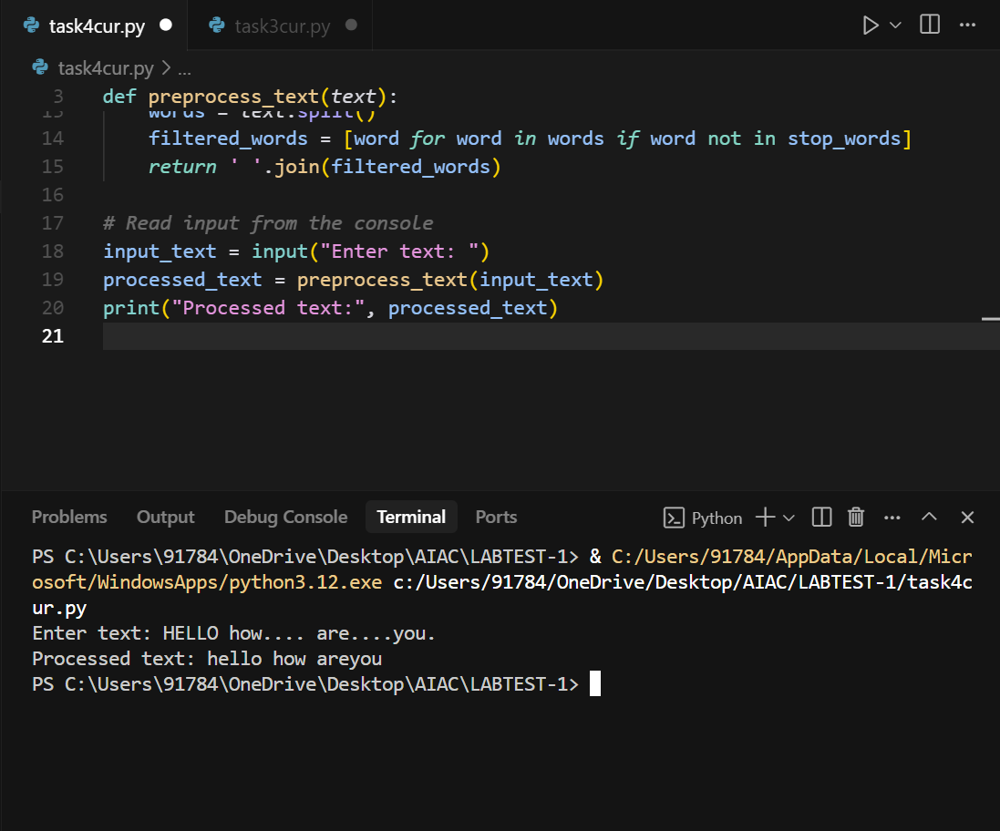 task4cur.py
task3cur.py
task4cur.py > ...
3 def preprocess_text(text):
13 words = text.split()
14 filtered_words = [word for word in words if word not in stop_words]
15 return ' '.join(filtered_words)
16
17 # Read input from the console
18 input_text = input("Enter text: ")
19 processed_text = preprocess_text(input_text)
20 print("Processed text:", processed_text)
21
Problems Output Debug Console Terminal Ports Python
PS C:\Users\91784\OneDrive\Desktop\AIAC\LABTEST-1> & C:/Users/91784/AppData/Local/Micr
osoft/WindowsApps/python3.12.exe c:/Users/91784/OneDrive/Desktop/AIAC/LABTEST-1/task4c
ur.py
Enter text: HELLO how.... are....you.
Processed text: hello how areyou
PS C:\Users\91784\OneDrive\Desktop\AIAC\LABTEST-1>